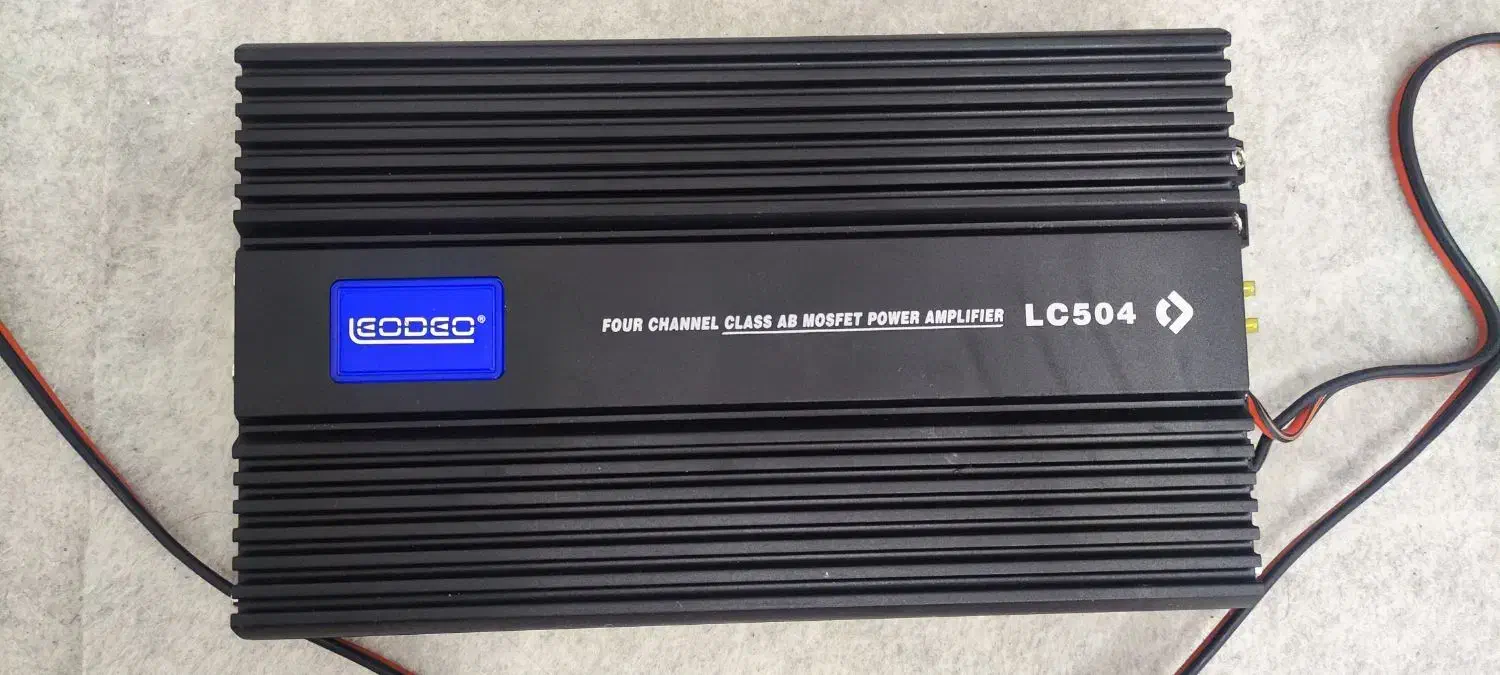 LEODEO®
FOUR CHANNEL CLASS AB MOSFET POWER AMPLIFIER LC504